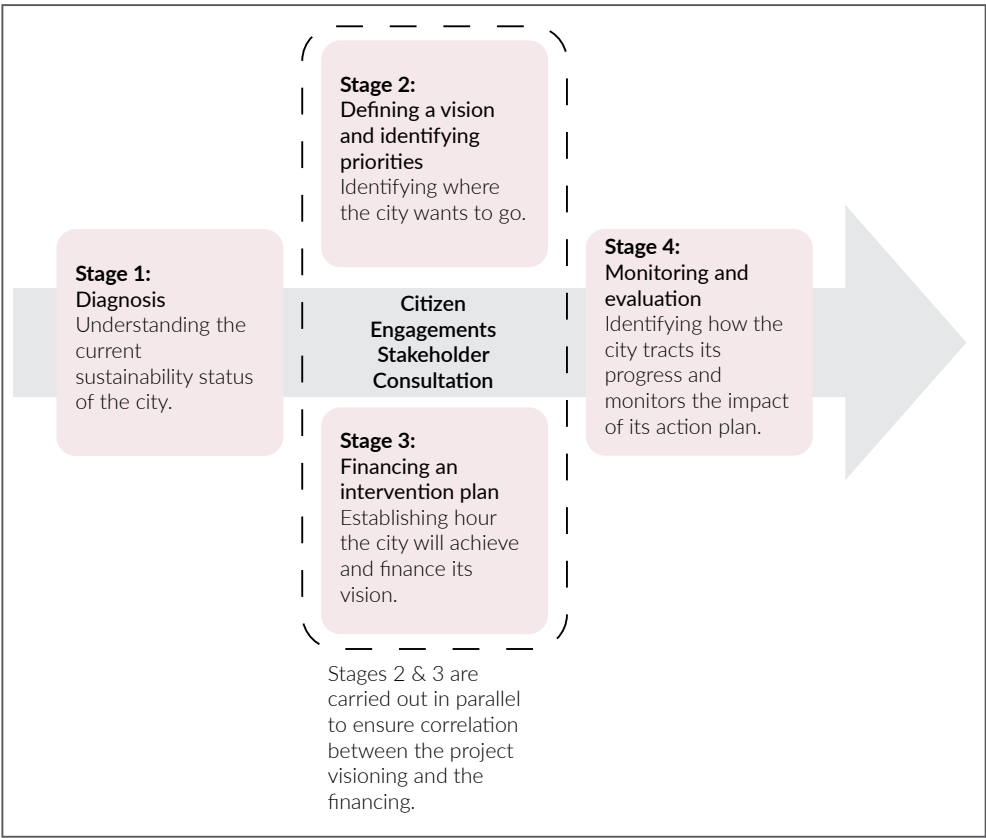 Stage 1:
Diagnosis
Understanding the
current
sustainability status
of the city.
Stage 2:
Defining a vision
and identifying
priorities
Identifying where
the city wants to go.
Citizen
Engagements
Stakeholder
Consultation
Stage 3:
Financing an
intervention plan
Establishing hour
the city will achieve
and finance its
vision.
Stages 2 & 3 are
carried out in parallel
to ensure correlation
between the project
visioning and the
financing.
Stage 4:
Monitoring and
evaluation
Identifying how the
city tracts its
progress and
monitors the impact
of its action plan.